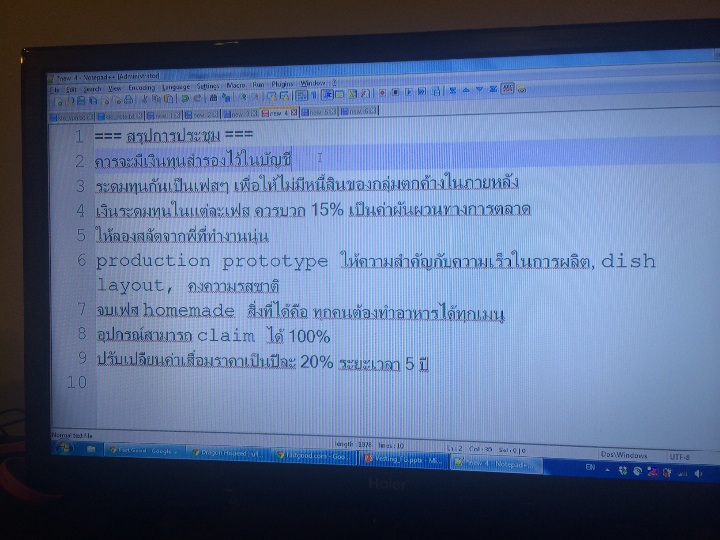 *new 4 - Notepad++ [Administrator]
File Edit Search View Encoding Language Settings Macro Run Plugins Window ?
new 4
1 === สรุปการประชุม ===
2 ควรจะมีเงินทุนสำรองไว้ในบัญชี
3 ระดมทุนกันเป็นเฟสๆ เพื่อให้ไม่มีหนี้สินของกลุ่มตกค้างในภายหลัง
4 เงินระดมทุนในแต่ละเฟส ควรบวก 15% เป็นค่าผันผวนทางการตลาด
5 ให้ลองสลัดจากพี่ที่ทำงานนุ่น
6 production prototype ให้ความสำคัญกับความเร็วในการผลิต, dish
layout, คงความรสชาติ
7 จบเฟส homemade สิ่งที่ได้คือ ทุกคนต้องทำอาหารได้ทุกเมนู
8 อุปกรณ์สามารถ claim ได้ 100%
9 ปรับเปลี่ยนค่าเสื่อมราคาเป็นปีละ 20% ระยะเวลา 5 ปี
10
Normal text file length : 1078 lines : 10 Ln : 2 Col : 30 Sel : 0 | 0 Dos\Windows UTF-8
Fast Good - Google Fastgood.com - Goo... *new 4 - Notepad+... EN
Haier